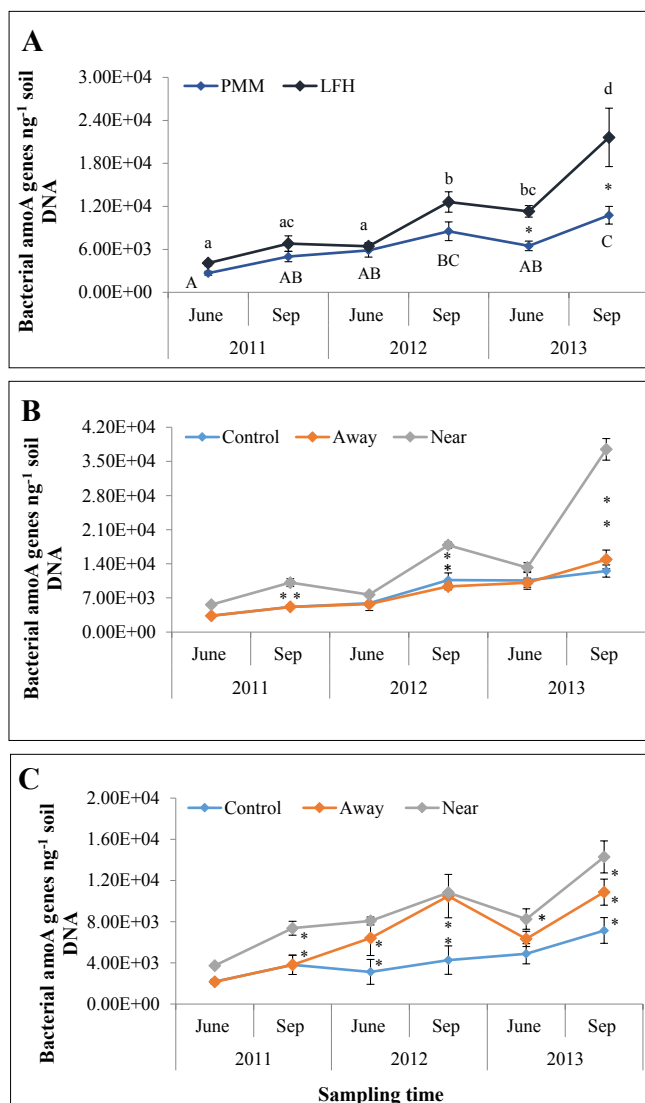 A
Bacterial amoA genes ng⁻¹ soil
DNA
3.00E+04
2.40E+04
1.80E+04
1.20E+04
6.00E+03
0.00E+00
PMM LFH
a ac a b bc d
* *
A AB AB BC AB C
June Sep June Sep June Sep
2011 2012 2013
B
Bacterial amoA genes ng⁻¹ soil
DNA
4.20E+04
3.50E+04
2.80E+04
2.10E+04
1.40E+04
7.00E+03
0.00E+00
Control Away Near
* * * * * *
June Sep June Sep June Sep
2011 2012 2013
C
Bacterial amoA genes ng⁻¹ soil
DNA
2.00E+04
1.60E+04
1.20E+04
8.00E+03
4.00E+03
0.00E+00
Control Away Near
* * * * * * * * * *
June Sep June Sep June Sep
2011 2012 2013
Sampling time